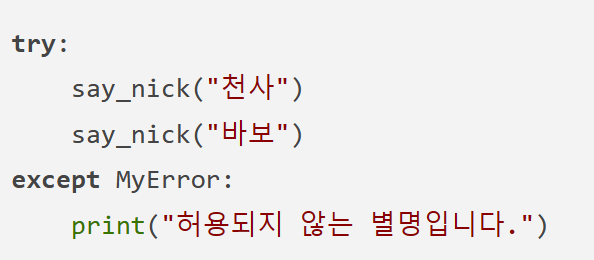 try:
    say_nick("천사")
    say_nick("바보")
except MyError:
    print("허용되지 않는 별명입니다.")